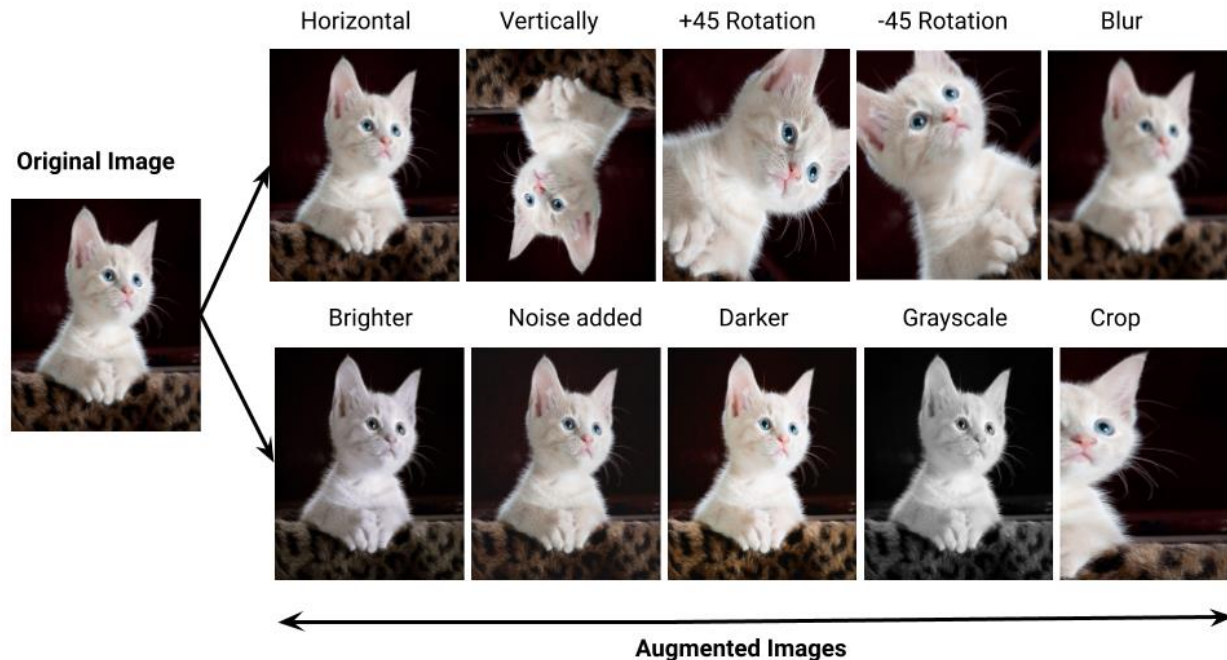 Horizontal Vertically +45 Rotation -45 Rotation Blur
Original Image
Brighter Noise added Darker Grayscale Crop
Augmented Images